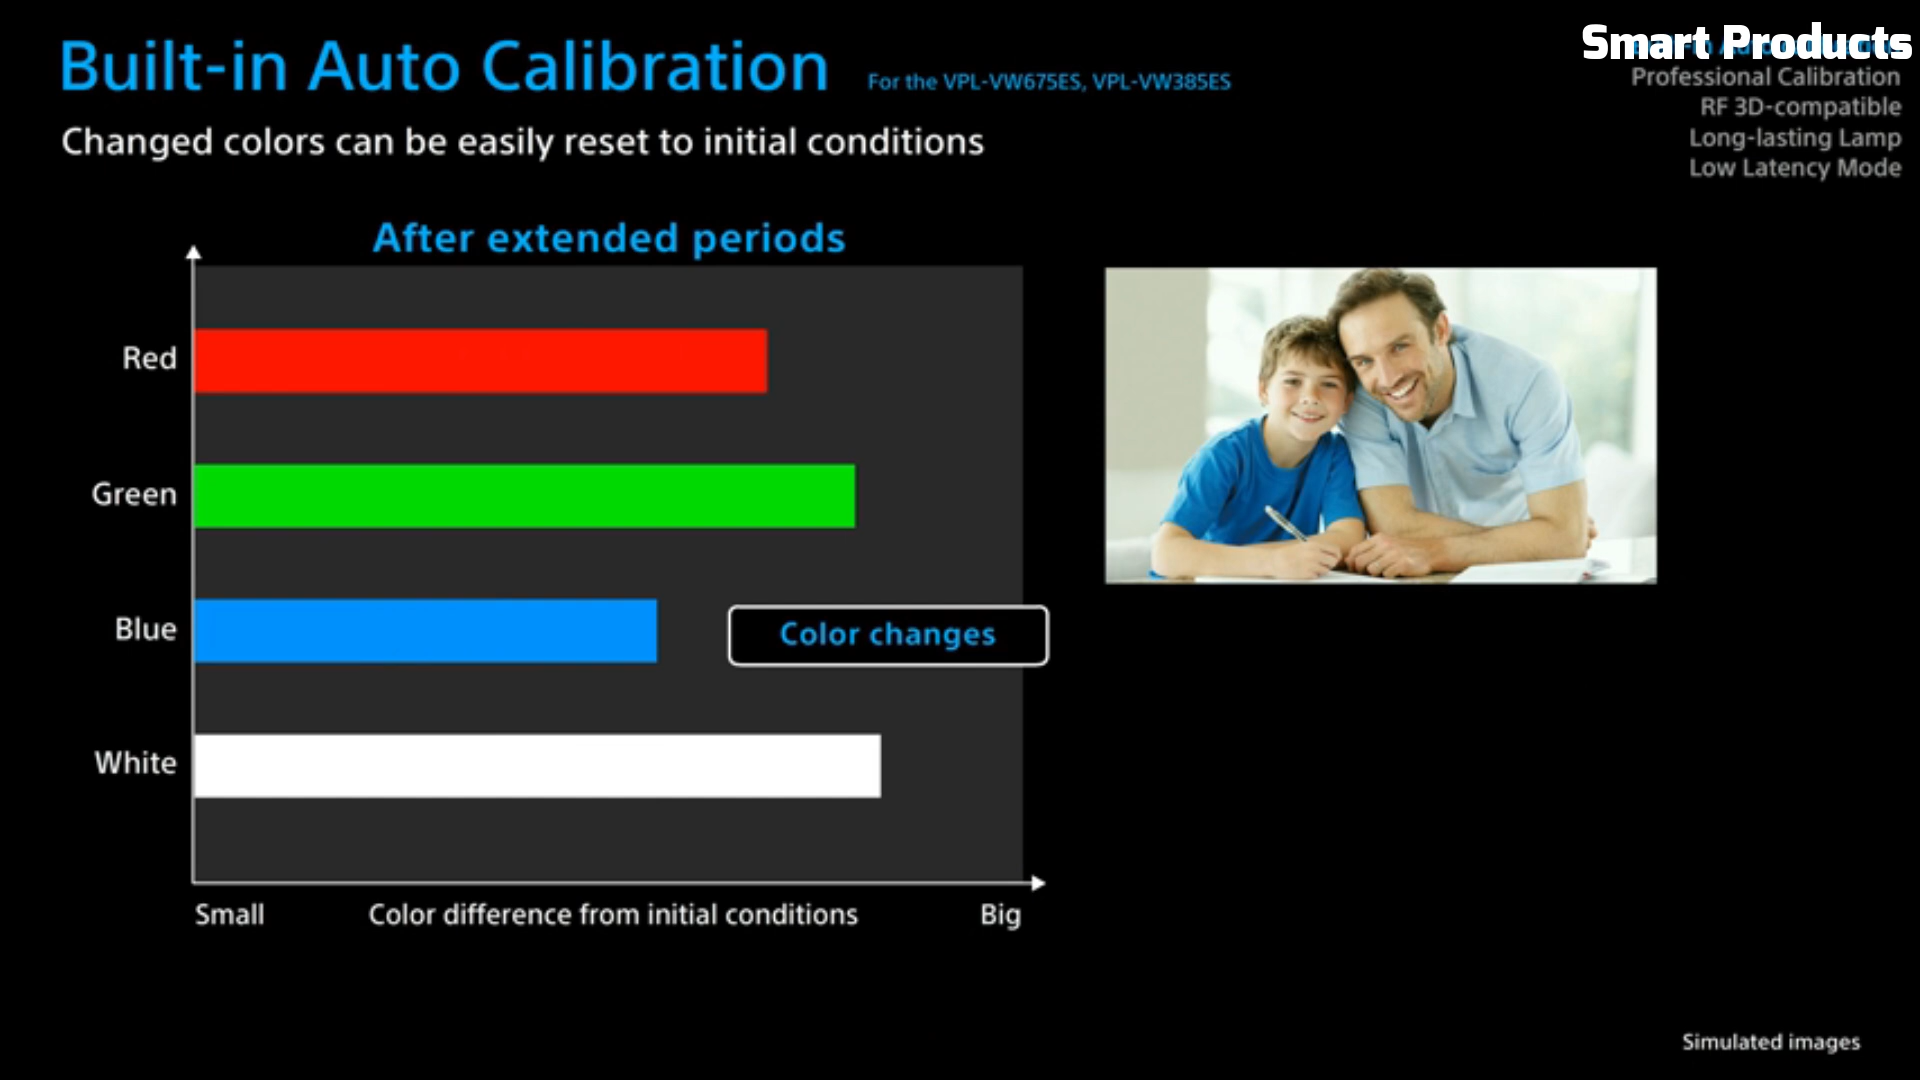 Built-in Auto Calibration
For the VPL-VW675ES, VPL-VW385ES
Changed colors can be easily reset to initial conditions
Smart Products
Professional Calibration
RF 3D-compatible
Long-lasting Lamp
Low Latency Mode
After extended periods
Red
Green
Blue
Color changes
White
Small
Color difference from initial conditions
Big
Simulated images